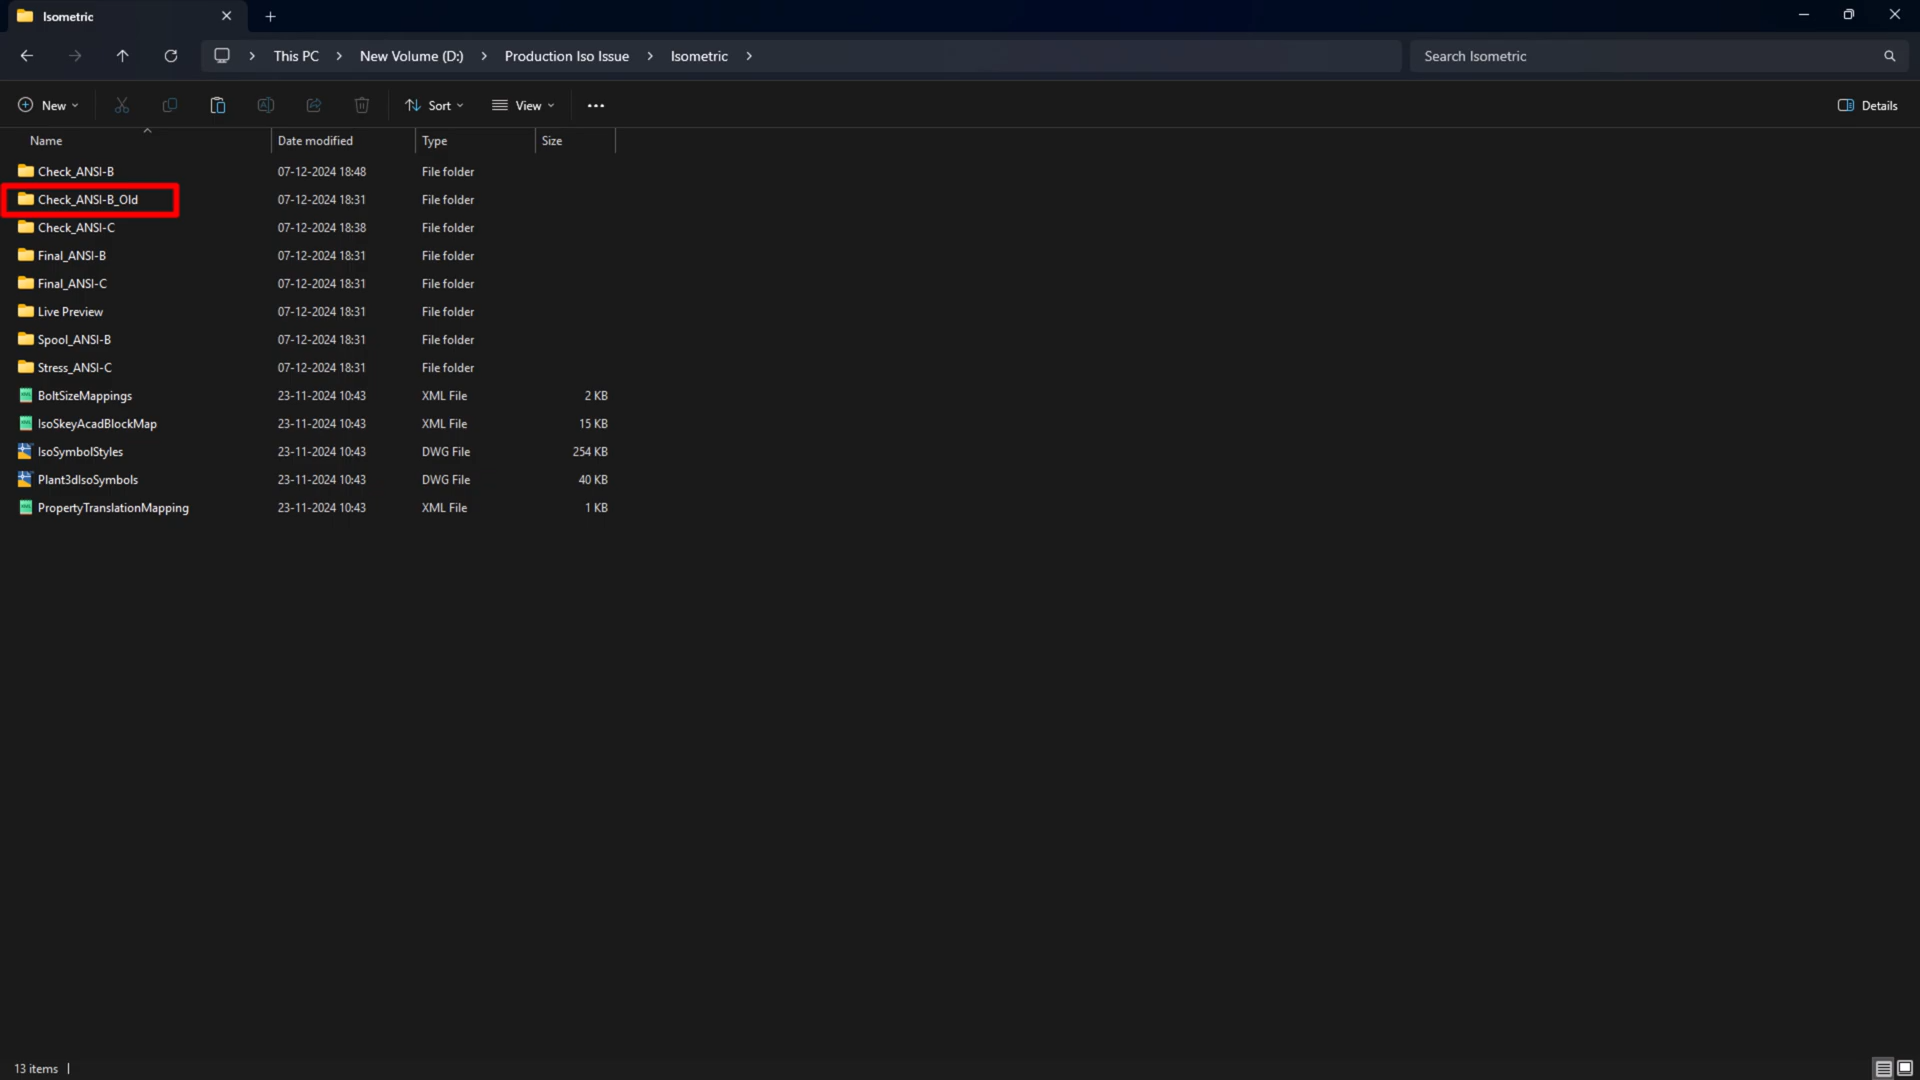 Isometric
This PC > New Volume (D:) > Production Iso Issue > Isometric >
Search Isometric
New
Sort
View
Details
Name Date modified Type Size
Check_ANSI-B 07-12-2024 18:48 File folder
Check_ANSI-B_Old 07-12-2024 18:31 File folder
Check_ANSI-C 07-12-2024 18:38 File folder
Final_ANSI-B 07-12-2024 18:31 File folder
Final_ANSI-C 07-12-2024 18:31 File folder
Live Preview 07-12-2024 18:31 File folder
Spool_ANSI-B 07-12-2024 18:31 File folder
Stress_ANSI-C 07-12-2024 18:31 File folder
BoltSizeMappings 23-11-2024 10:43 XML File 2 KB
IsoSkeyAcadBlockMap 23-11-2024 10:43 XML File 15 KB
IsoSymbolStyles 23-11-2024 10:43 DWG File 254 KB
Plant3dIsoSymbols 23-11-2024 10:43 DWG File 40 KB
PropertyTranslationMapping 23-11-2024 10:43 XML File 1 KB
13 items